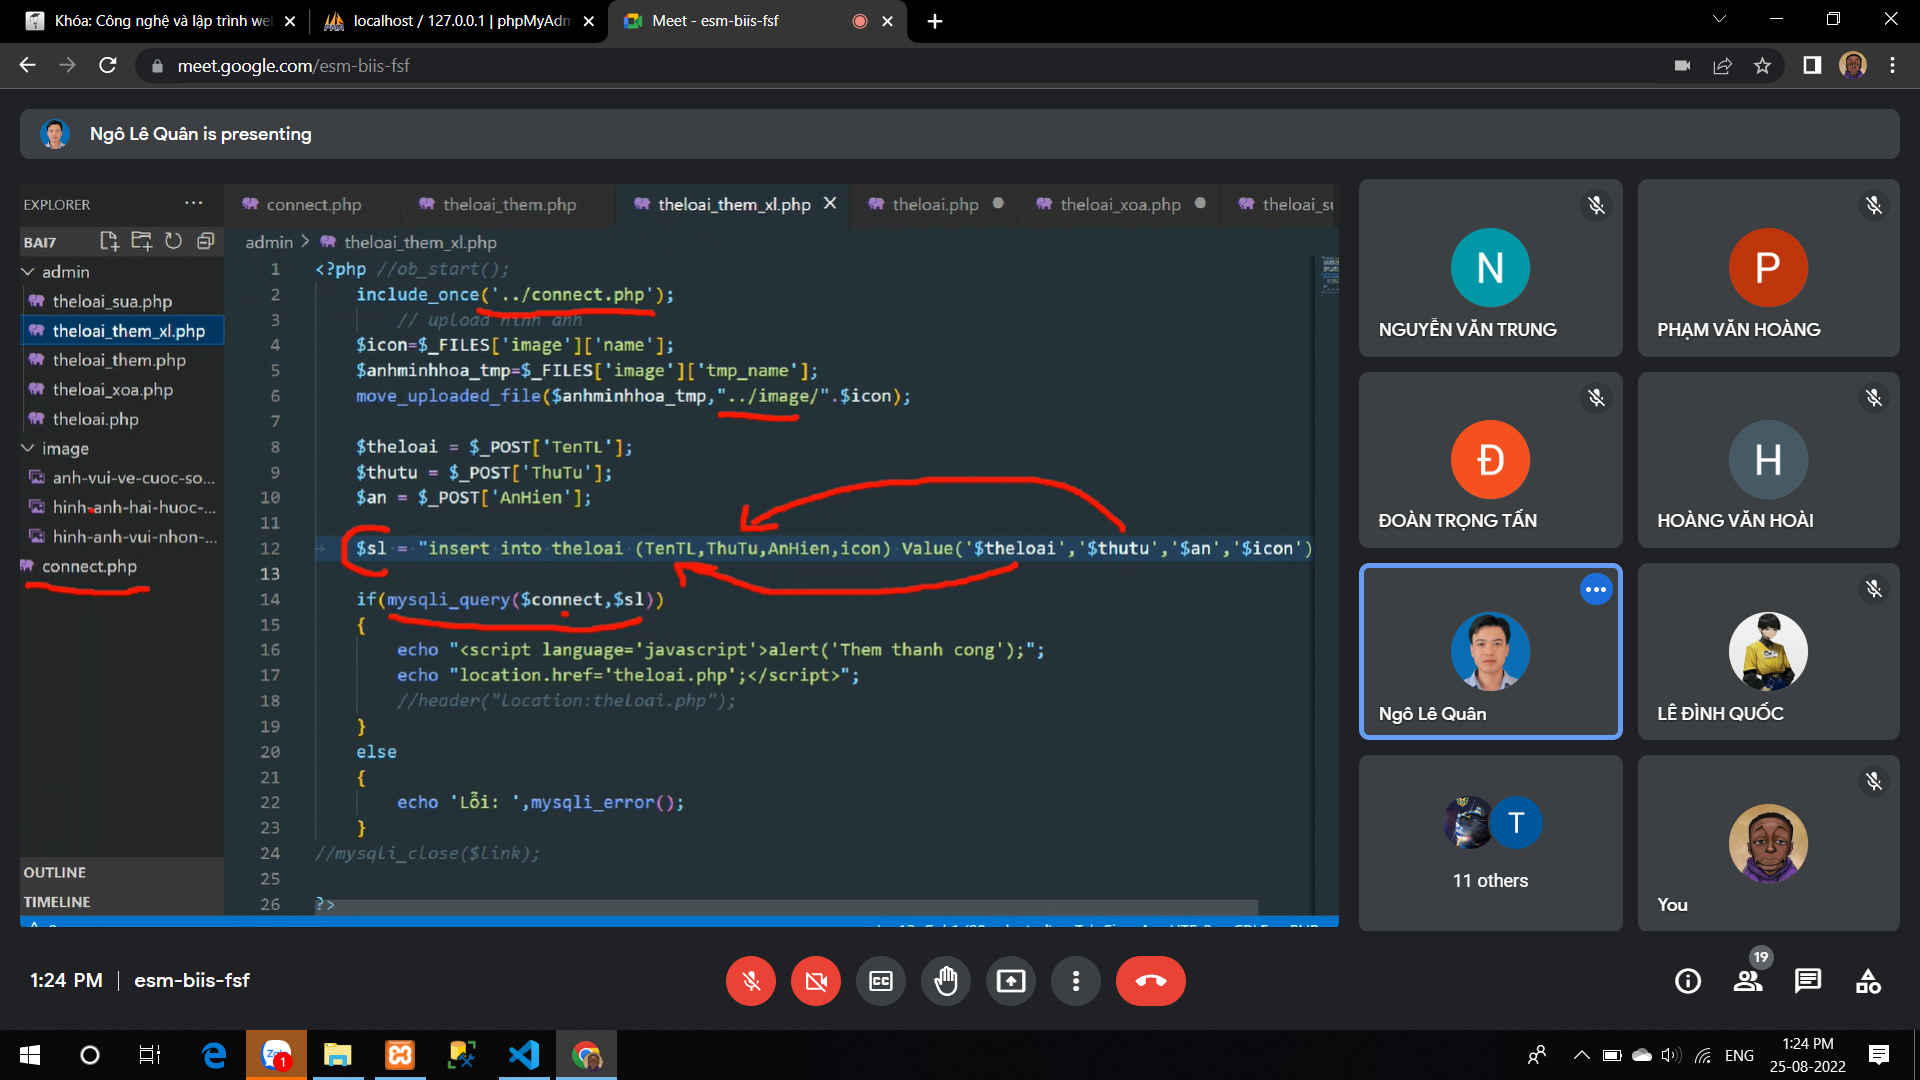 Khóa: Công nghệ và lập trình we
localhost / 127.0.0.1 | phpMyAdm
Meet - esm-biis-fsf
meet.google.com/esm-biis-fsf
Ngô Lê Quân is presenting
EXPLORER
connect.php
theloai_them.php
theloai_them_xl.php
theloai.php
theloai_xoa.php
theloai_su
BAI7
admin > theloai_them_xl.php
admin
theloai_sua.php
theloai_them_xl.php
theloai_them.php
theloai_xoa.php
theloai.php
image
anh-vui-ve-cuoc-so...
hinh-anh-hai-huoc-...
hinh-anh-vui-nhon-...
connect.php
OUTLINE
TIMELINE
1 <?php //ob_start();
2 include_once('../connect.php');
3 // upload hinh anh
4 $icon=$_FILES['image']['name'];
5 $anhminhhoa_tmp=$_FILES['image']['tmp_name'];
6 move_uploaded_file($anhminhhoa_tmp,"../image/".$icon);
7
8 $theloai = $_POST['TenTL'];
9 $thutu = $_POST['ThuTu'];
10 $an = $_POST['AnHien'];
11
12 $sl = "insert into theloai (TenTL,ThuTu,AnHien,icon) Value('$theloai','$thutu','$an','$icon')
13
14 if(mysqli_query($connect,$sl))
15 {
16 echo "<script language='javascript'>alert('Them thanh cong');";
17 echo "location.href='theloai.php';</script>";
18 //header("location:theloai.php");
19 }
20 else
21 {
22 echo 'Lỗi: ',mysqli_error();
23 }
24 //mysqli_close($link);
25
26 ?>
N
NGUYỄN VĂN TRUNG
P
PHẠM VĂN HOÀNG
Đ
ĐOÀN TRỌNG TẤN
H
HOÀNG VĂN HOÀI
Ngô Lê Quân
LÊ ĐÌNH QUỐC
T
11 others
You
1:24 PM | esm-biis-fsf
CC
19
1
ENG
1:24 PM
25-08-2022